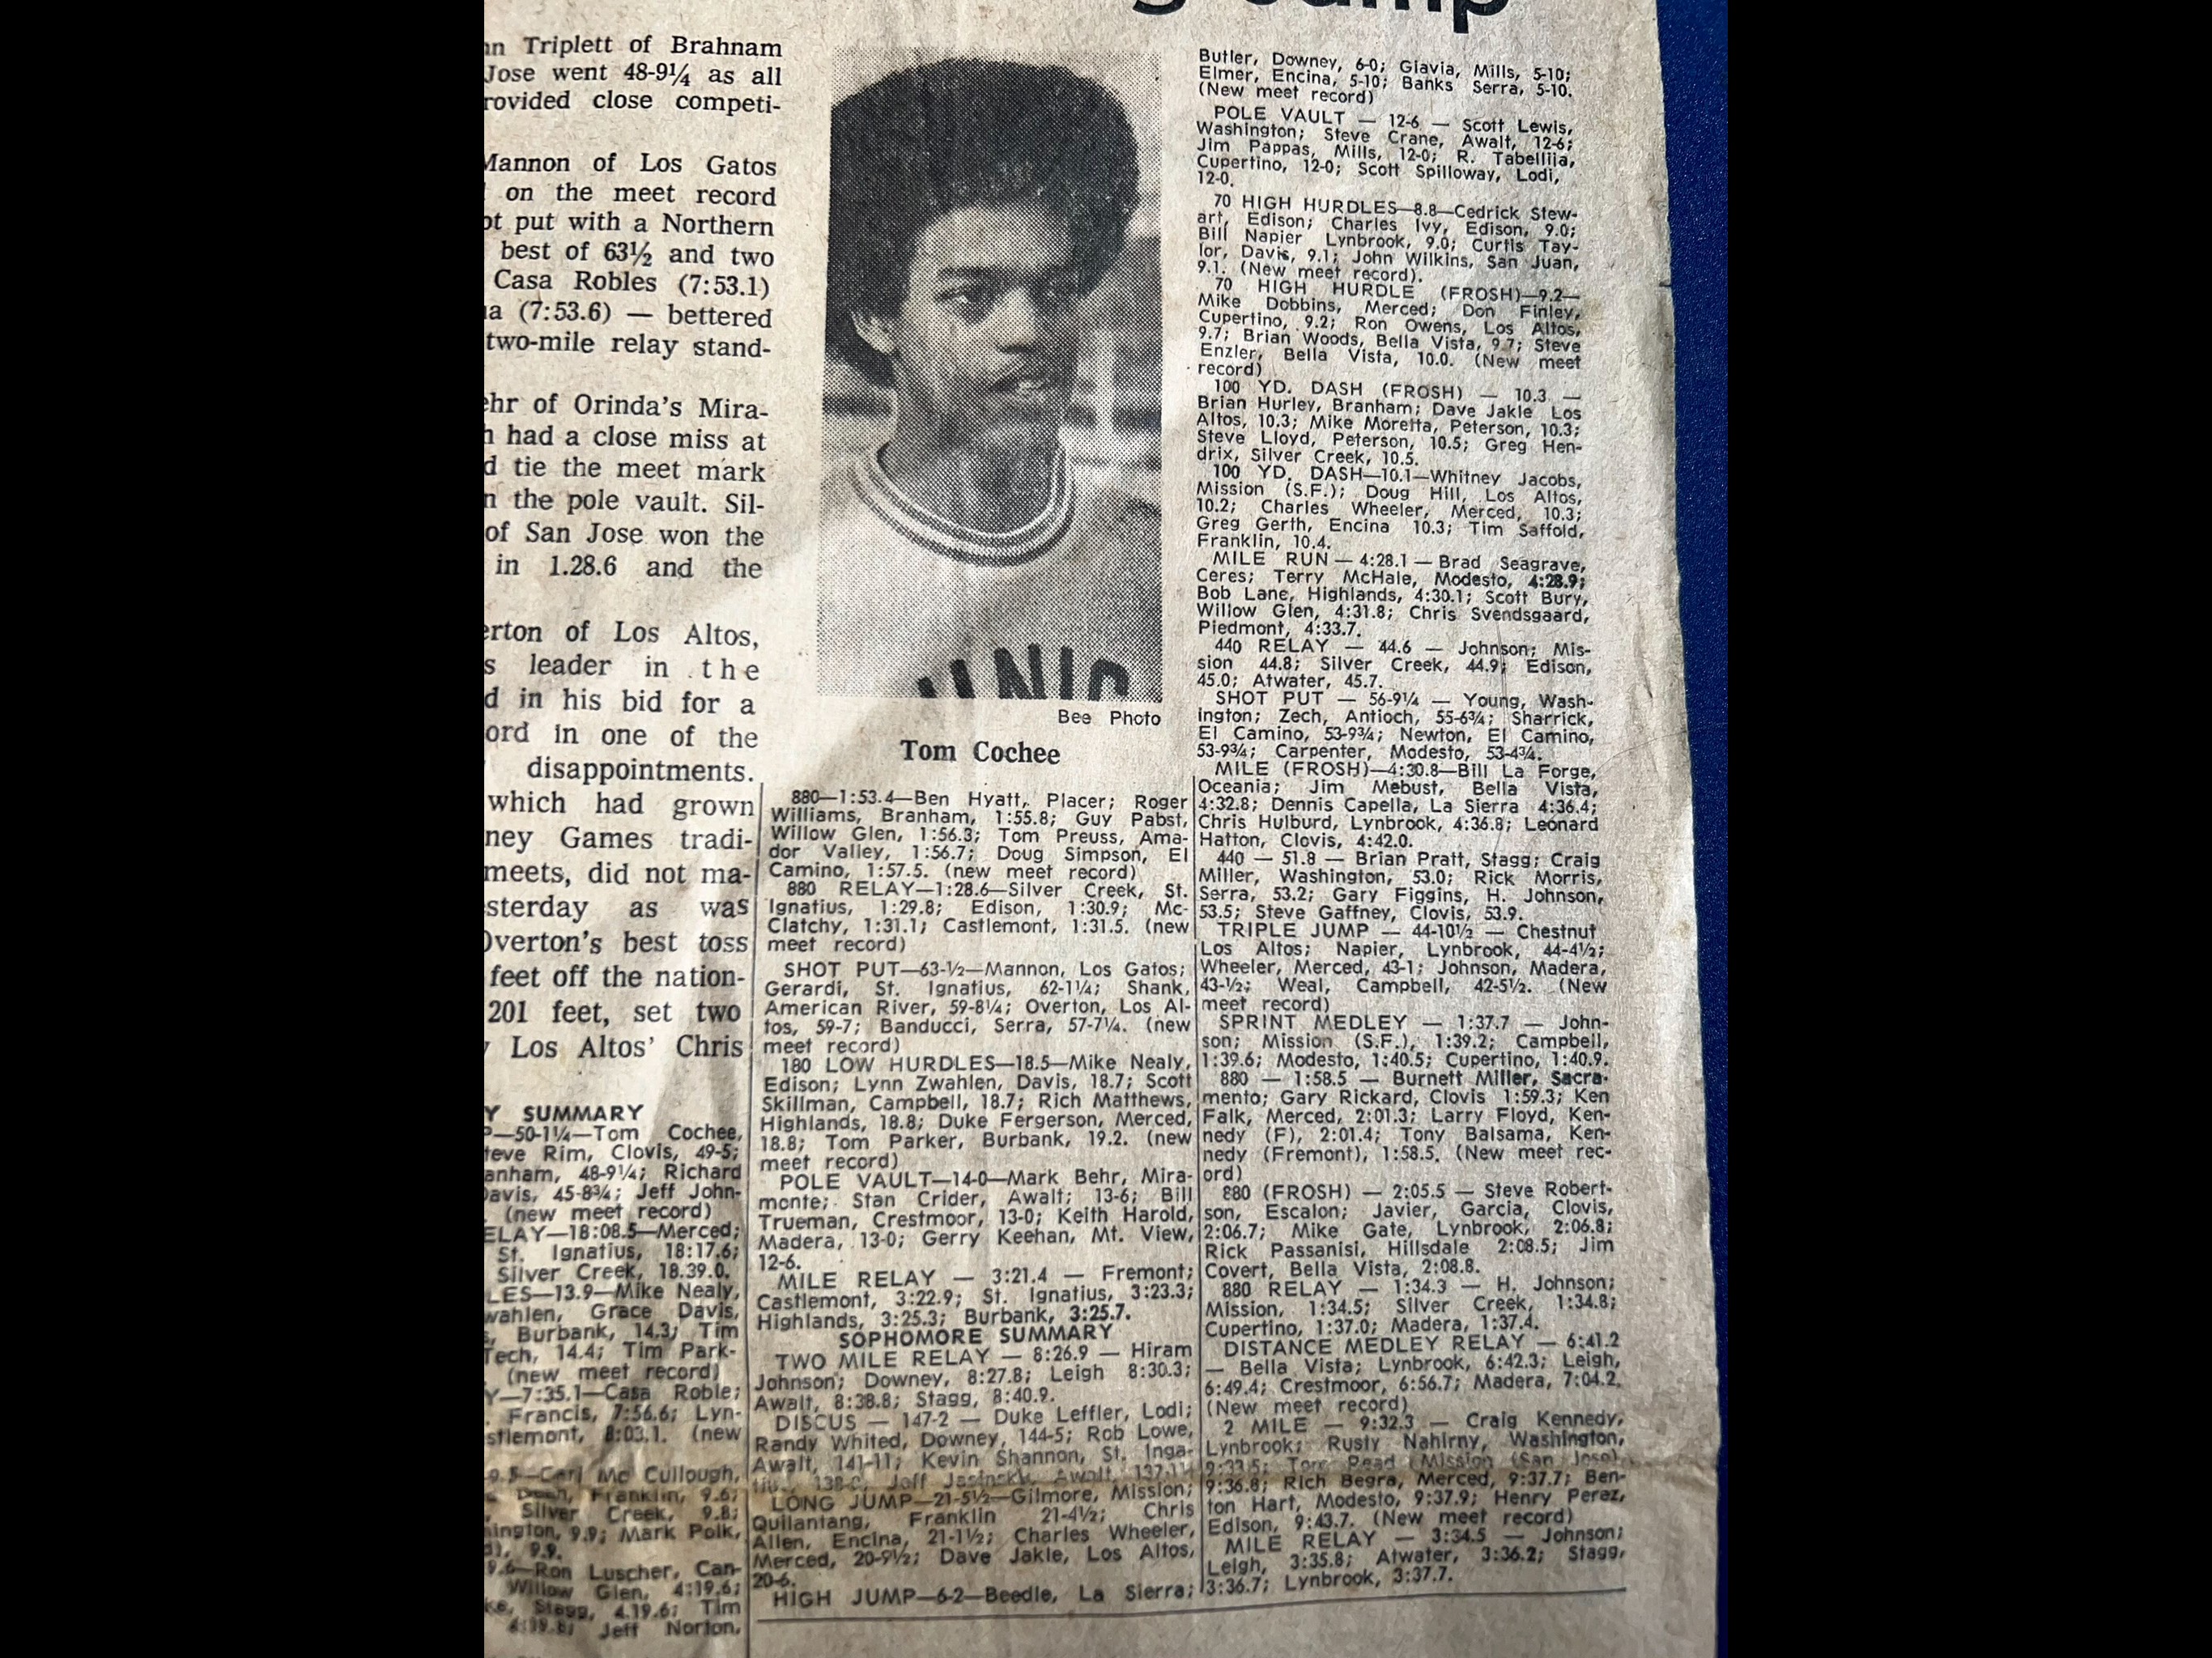 nn Triplett of Brahnam
Jose went 48-9¼ as all
rovided close competi-
Mannon of Los Gatos
on the meet record
ot put with a Northern
best of 63½ and two
Casa Robles (7:53.1)
ua (7:53.6) — bettered
two-mile relay stand-
ehr of Orinda's Mira-
h had a close miss at
d tie the meet mark
n the pole vault. Sil-
of San Jose won the
in 1.28.6 and the
erton of Los Altos,
s leader in the
d in his bid for a
ord in one of the
disappointments.
which had grown
ney Games tradi-
meets, did not ma-
sterday as was
Overton's best toss
feet off the nation-
201 feet, set two
y Los Altos' Chris
Y SUMMARY
P—50-1¼—Tom Cochee,
teve Rim, Clovis, 49-5;
anham, 48-9¼; Richard
Davis, 45-8¾; Jeff John-
(new meet record)
ELAY—18:08.5—Merced;
St. Ignatius, 18:17.6;
Silver Creek, 18.39.0.
LES—13.9—Mike Nealy,
wahlen, Grace Davis,
s, Burbank, 14.3; Tim
Tech, 14.4; Tim Park-
(new meet record)
Y—7:35.1—Casa Roble;
. Francis, 7:56.6; Lyn-
stlemont, 8:03.1. (new
9.5—Carl Mc Cullough,
Franklin, 9.6;
Silver Creek, 9.8;
hington, 9.9; Mark Polk,
d), 9.9.
9.6—Ron Luscher, Can-
Willow Glen, 4:19.6;
ke, Stagg, 4.19.6; Tim
Jeff Norton,
UNIC
Bee Photo
Tom Cochee
880—1:53.4—Ben Hyatt, Placer; Roger
Williams, Branham, 1:55.8; Guy Pabst,
Willow Glen, 1:56.3; Tom Preuss, Ama-
dor Valley, 1:56.7; Doug Simpson, El
Camino, 1:57.5. (new meet record)
880 RELAY—1:28.6—Silver Creek, St.
Ignatius, 1:29.8; Edison, 1:30.9; Mc-
Clatchy, 1:31.1; Castlemont, 1:31.5. (new
meet record)
SHOT PUT—63-½—Mannon, Los Gatos;
Gerardi, St. Ignatius, 62-1¼; Shank,
American River, 59-8¼; Overton, Los Al-
tos, 59-7; Banducci, Serra, 57-7¼. (new
meet record)
180 LOW HURDLES—18.5—Mike Nealy,
Edison; Lynn Zwahlen, Davis, 18.7; Scott
Skillman, Campbell, 18.7; Rich Matthews,
Highlands, 18.8; Duke Fergerson, Merced,
18.8; Tom Parker, Burbank, 19.2. (new
meet record)
POLE VAULT—14-0—Mark Behr, Mira-
monte; Stan Crider, Awalt; 13-6; Bill
Trueman, Crestmoor, 13-0; Keith Harold,
Madera, 13-0; Gerry Keehan, Mt. View,
12-6.
MILE RELAY — 3:21.4 — Fremont;
Castlemont, 3:22.9; St. Ignatius, 3:23.3;
Highlands, 3:25.3; Burbank, 3:25.7.
SOPHOMORE SUMMARY
TWO MILE RELAY — 8:26.9 — Hiram
Johnson; Downey, 8:27.8; Leigh 8:30.3;
Awalt, 8:38.8; Stagg, 8:40.9.
DISCUS — 147-2 — Duke Leffler, Lodi;
Randy Whited, Downey, 144-5; Rob Lowe,
Awalt, 141-11; Kevin Shannon, St. Inga-
Jeff Jasinsky, Awalt,
LONG JUMP—21-5½—Gilmore, Mission;
Quilantang, Franklin 21-4½; Chris
Allen, Encina, 21-1½; Charles Wheeler,
Merced, 20-9½; Dave Jakle, Los Altos,
20-6.
HIGH JUMP—6-2—Beedle, La Sierra;
Butler, Downey, 6-0; Giavia, Mills, 5-10;
Elmer, Encina, 5-10; Banks Serra, 5-10.
(New meet record)
POLE VAULT — 12-6 — Scott Lewis,
Washington; Steve Crane, Awalt, 12-6;
Jim Pappas, Mills, 12-0; R. Tabellija,
Cupertino, 12-0; Scott Spilloway, Lodi,
12-0.
70 HIGH HURDLES—8.8—Cedrick Stew-
art, Edison; Charles Ivy, Edison, 9.0;
Bill Napier Lynbrook, 9.0; Curtis Tay-
lor, Davis, 9.1; John Wilkins, San Juan,
9.1. (New meet record).
70 HIGH HURDLE (FROSH)—9.2—
Mike Dobbins, Merced; Don Finley,
Cupertino, 9.2; Ron Owens, Los Altos,
9.7; Brian Woods, Bella Vista, 9.7; Steve
Enzler, Bella Vista, 10.0. (New meet
record)
100 YD. DASH (FROSH) — 10.3 —
Brian Hurley, Branham; Dave Jakle Los
Altos, 10.3; Mike Moretta, Peterson, 10.3;
Steve Lloyd, Peterson, 10.5; Greg Hen-
drix, Silver Creek, 10.5.
100 YD. DASH—10.1—Whitney Jacobs,
Mission (S.F.); Doug Hill, Los Altos,
10.2; Charles Wheeler, Merced, 10.3;
Greg Gerth, Encina 10.3; Tim Saffold,
Franklin, 10.4.
MILE RUN — 4:28.1 — Brad Seagrave,
Ceres; Terry McHale, Modesto, 4:28.9;
Bob Lane, Highlands, 4:30.1; Scott Bury,
Willow Glen, 4:31.8; Chris Svendsgaard,
Piedmont, 4:33.7.
440 RELAY — 44.6 — Johnson; Mis-
sion 44.8; Silver Creek, 44.9; Edison,
45.0; Atwater, 45.7.
SHOT PUT — 56-9¼ — Young, Wash-
ington; Zech, Antioch, 55-6¾; Sharrick,
El Camino, 53-9¾; Newton, El Camino,
53-9¾; Carpenter, Modesto, 53-4¾.
MILE (FROSH)—4:30.8—Bill La Forge,
Oceania; Jim Mebust, Bella Vista,
4:32.8; Dennis Capella, La Sierra 4:36.4;
Chris Hulburd, Lynbrook, 4:36.8; Leonard
Hatton, Clovis, 4:42.0.
440 — 51.8 — Brian Pratt, Stagg; Craig
Miller, Washington, 53.0; Rick Morris,
Serra, 53.2; Gary Figgins, H. Johnson,
53.5; Steve Gaffney, Clovis, 53.9.
TRIPLE JUMP — 44-10½ — Chestnut
Los Altos; Napier, Lynbrook, 44-4½;
Wheeler, Merced, 43-1; Johnson, Madera,
43-½; Weal, Campbell, 42-5½. (New
meet record)
SPRINT MEDLEY — 1:37.7 — John-
son; Mission (S.F.), 1:39.2; Campbell,
1:39.6; Modesto, 1:40.5; Cupertino, 1:40.9.
880 — 1:58.5 — Burnett Miller, Sacra-
mento; Gary Rickard, Clovis 1:59.3; Ken
Falk, Merced, 2:01.3; Larry Floyd, Ken-
nedy (F), 2:01.4; Tony Balsama, Ken-
nedy (Fremont), 1:58.5. (New meet rec-
ord)
880 (FROSH) — 2:05.5 — Steve Robert-
son, Escalon; Javier, Garcia, Clovis,
2:06.7; Mike Gate, Lynbrook, 2:06.8;
Rick Passanisi, Hillsdale 2:08.5; Jim
Covert, Bella Vista, 2:08.8.
880 RELAY — 1:34.3 — H. Johnson;
Mission, 1:34.5; Silver Creek, 1:34.8;
Cupertino, 1:37.0; Madera, 1:37.4.
DISTANCE MEDLEY RELAY — 6:41.2
— Bella Vista; Lynbrook, 6:42.3; Leigh,
6:49.4; Crestmoor, 6:56.7; Madera, 7:04.2.
(New meet record)
2 MILE — 9:32.3 — Craig Kennedy,
Lynbrook; Rusty Nahirny, Washington,
9:33.5; Tom Read (Mission (San Jose),
9:36.8; Rich Begra, Merced, 9:37.7; Ben-
ton Hart, Modesto, 9:37.9; Henry Perez,
Edison, 9:43.7. (New meet record)
MILE RELAY — 3:34.5 — Johnson;
Leigh, 3:35.8; Atwater, 3:36.2; Stagg,
3:36.7; Lynbrook, 3:37.7.